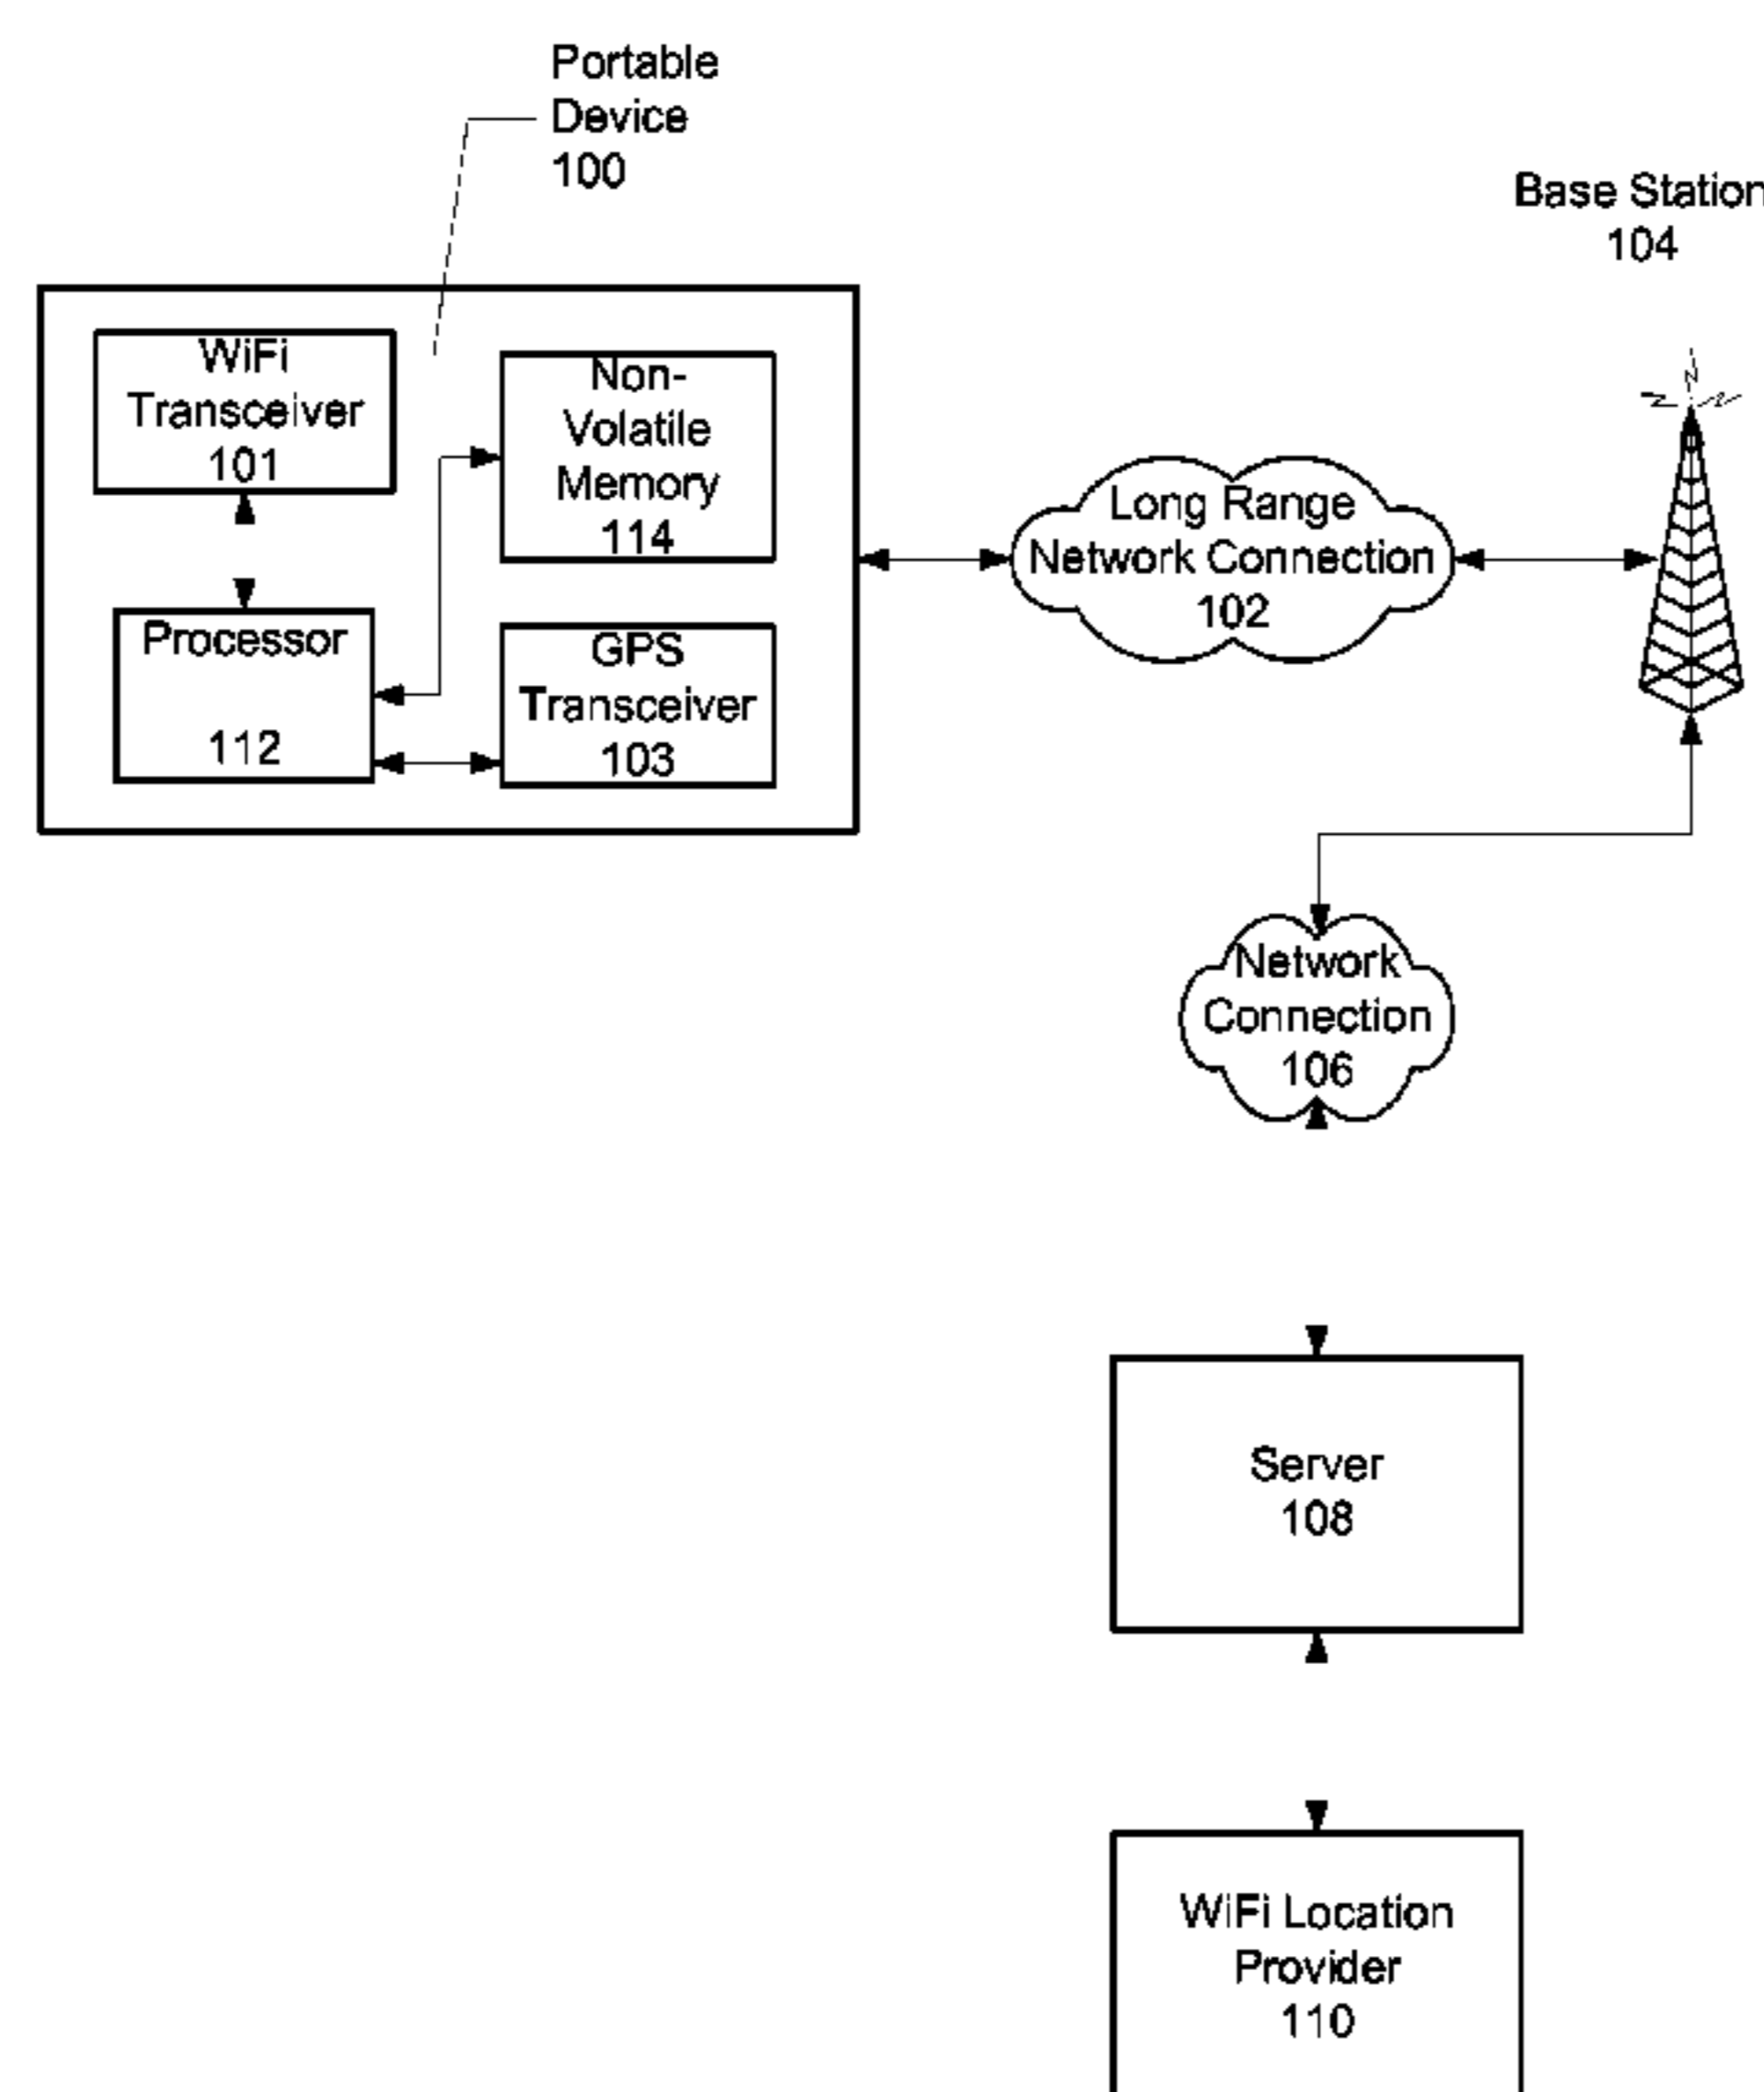 Portable
Device
100
Base Station
104
WiFi
Transceiver
101
Non-
Volatile
Memory
114
Long Range
Network Connection
102
Processor
112
GPS
Transceiver
103
Network
Connection
106
Server
108
WiFi Location
Provider
110